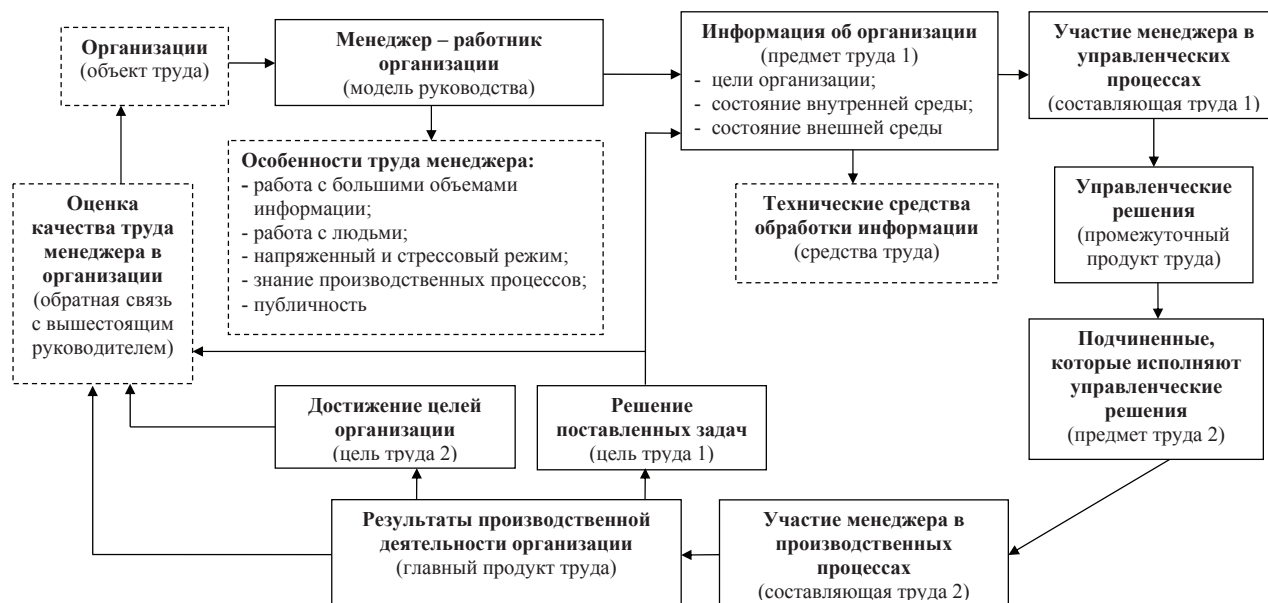 Организации
(объект труда)
Менеджер – работник
организации
(модель руководства)
Информация об организации
(предмет труда 1)
- цели организации;
- состояние внутренней среды;
- состояние внешней среды
Участие менеджера в
управленческих
процессах
(составляющая труда 1)
Особенности труда менеджера:
- работа с большими объемами
информации;
- работа с людьми;
- напряженный и стрессовый режим;
- знание производственных процессов;
- публичность
Технические средства
обработки информации
(средства труда)
Управленческие
решения
(промежуточный
продукт труда)
Оценка
качества труда
менеджера в
организации
(обратная связь
с вышестоящим
руководителем)
Подчиненные,
которые исполняют
управленческие
решения
(предмет труда 2)
Достижение целей
организации
(цель труда 2)
Решение
поставленных задач
(цель труда 1)
Результаты производственной
деятельности организации
(главный продукт труда)
Участие менеджера в
производственных
процессах
(составляющая труда 2)